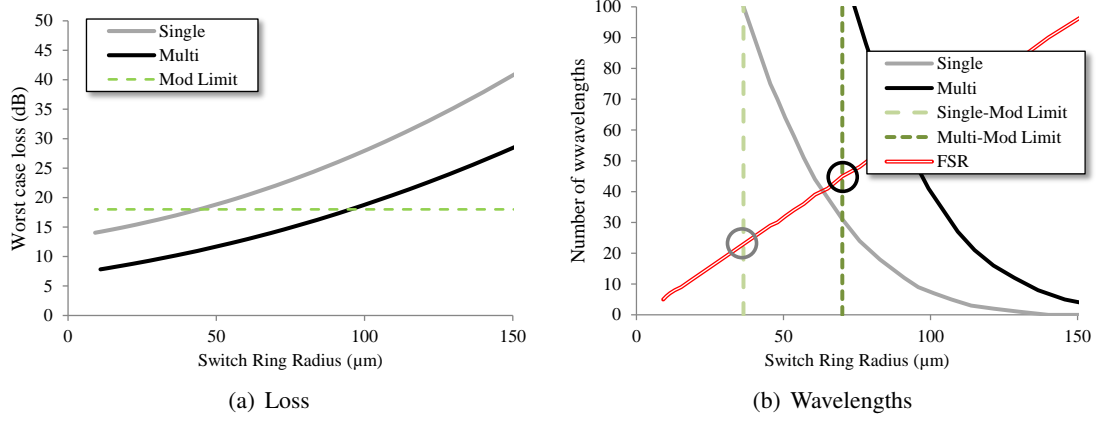 50
45
40
35
30
25
20
15
10
5
0
Worst case loss (dB)
Single
Multi
Mod Limit
0 50 100 150
Switch Ring Radius (μm)
(a) Loss
100
90
80
70
60
50
40
30
20
10
0
Number of wwavelengths
Single
Multi
Single-Mod Limit
Multi-Mod Limit
FSR
0 50 100 150
Switch Ring Radius (μm)
(b) Wavelengths